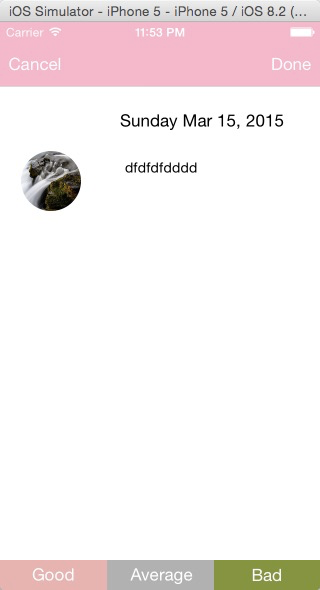 iOS Simulator - iPhone 5 - iPhone 5 / iOS 8.2 (...
Carrier 11:53 PM
Cancel Done
Sunday Mar 15, 2015
dfdfdfdddd
Good Average Bad